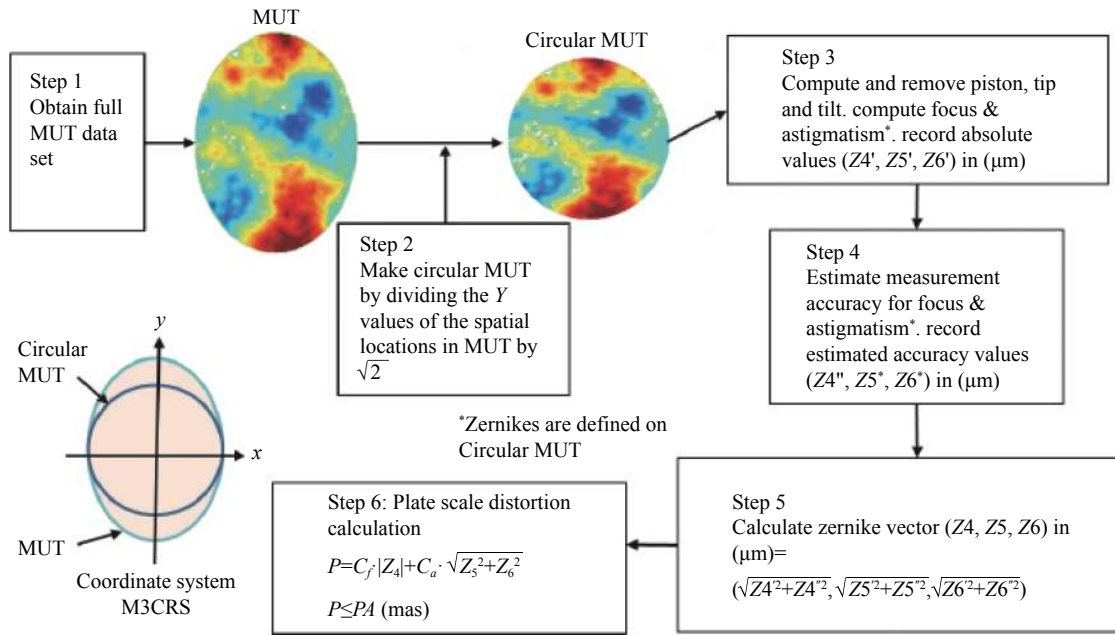 MUT
Circular MUT
Step 1
Obtain full
MUT data
set
Step 2
Make circular MUT
by dividing the Y
values of the spatial
locations in MUT by
√2
Step 3
Compute and remove piston, tip
and tilt. compute focus &
astigmatism*. record absolute
values (Z4′, Z5′, Z6′) in (μm)
Step 4
Estimate measurement
accuracy for focus &
astigmatism*. record
estimated accuracy values
(Z4″, Z5*, Z6*) in (μm)
*Zernikes are defined on
Circular MUT
Step 5
Calculate zernike vector (Z4, Z5, Z6) in
(μm)=
(√Z4′²+Z4″², √Z5′²+Z5″², √Z6′²+Z6″²)
Step 6: Plate scale distortion
calculation
P=C_f·|Z₄|+C_a·√Z₅²+Z₆²
P≤PA (mas)
y
Circular
MUT
x
MUT
Coordinate system
M3CRS